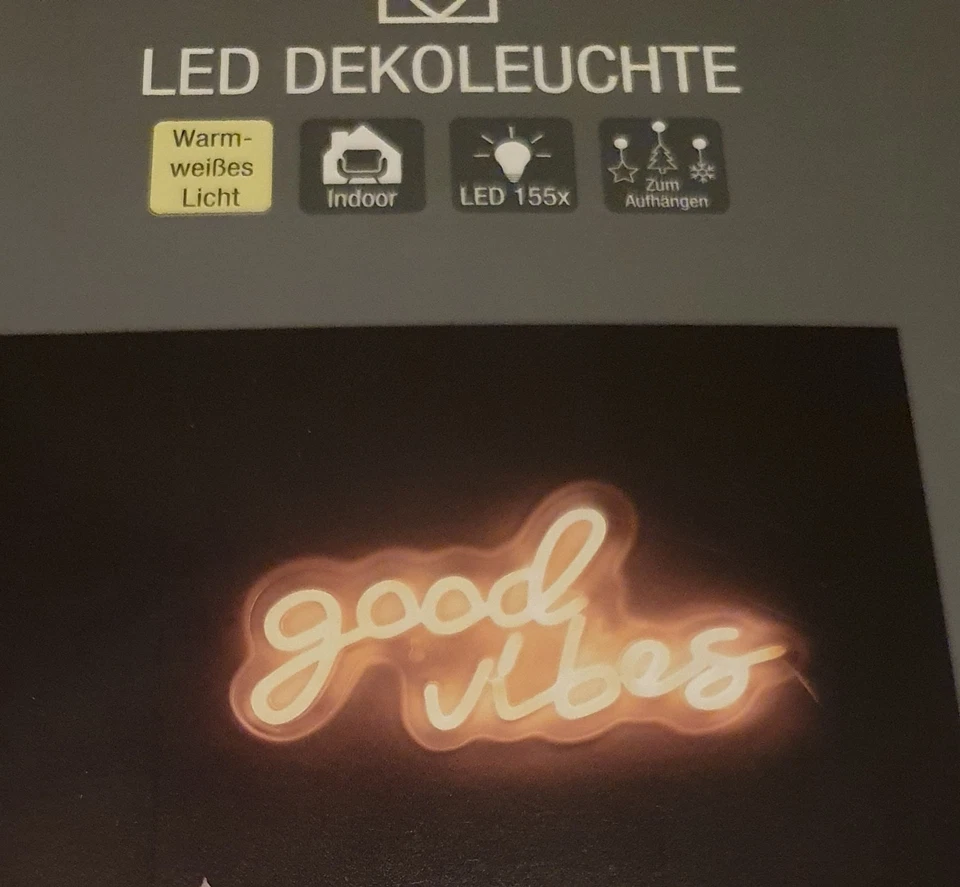 LED DEKOLEUCHTE
Warm-
weißes
Licht
Indoor
LED 155x
Zum
Aufhängen
good
vibes